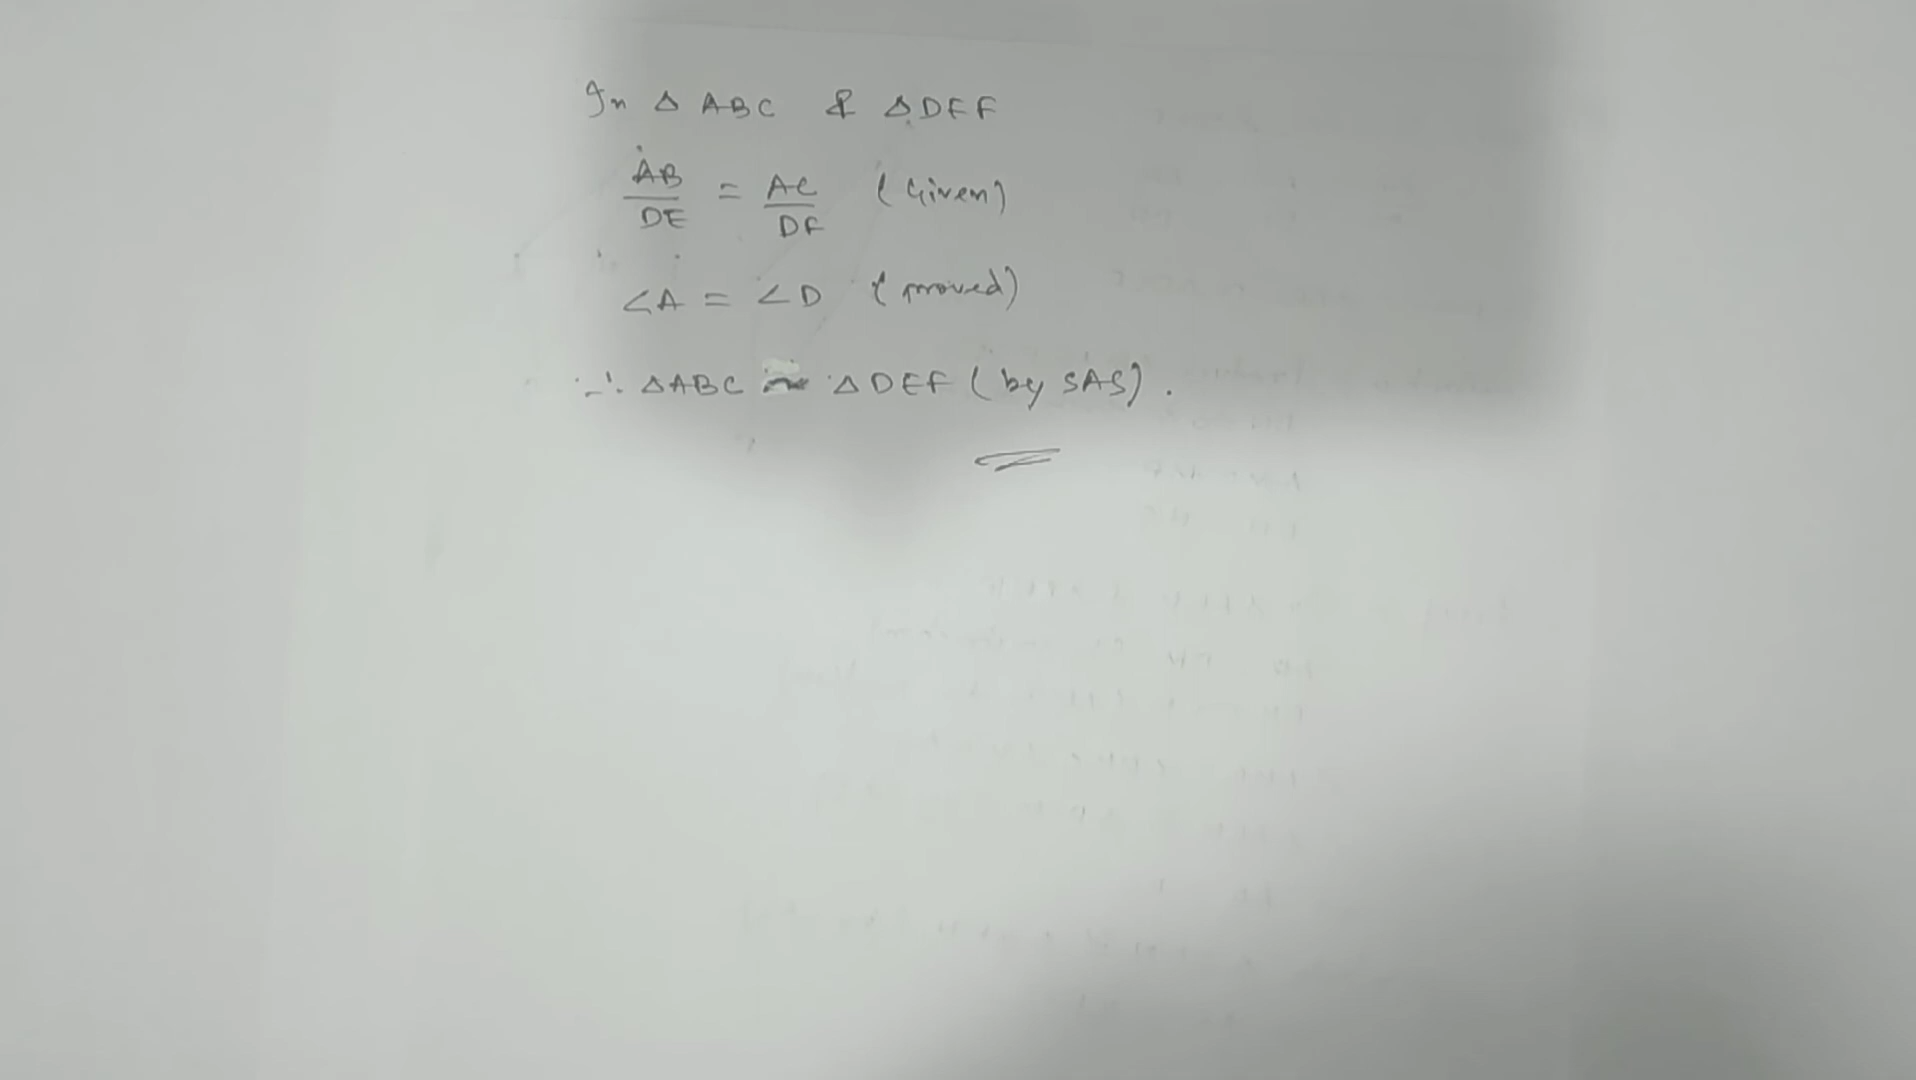 In △ ABC & △DEF
AB/DE = AC/DF (Given)
∠A = ∠D (proved)
∴ △ABC ~ △DEF (by SAS).